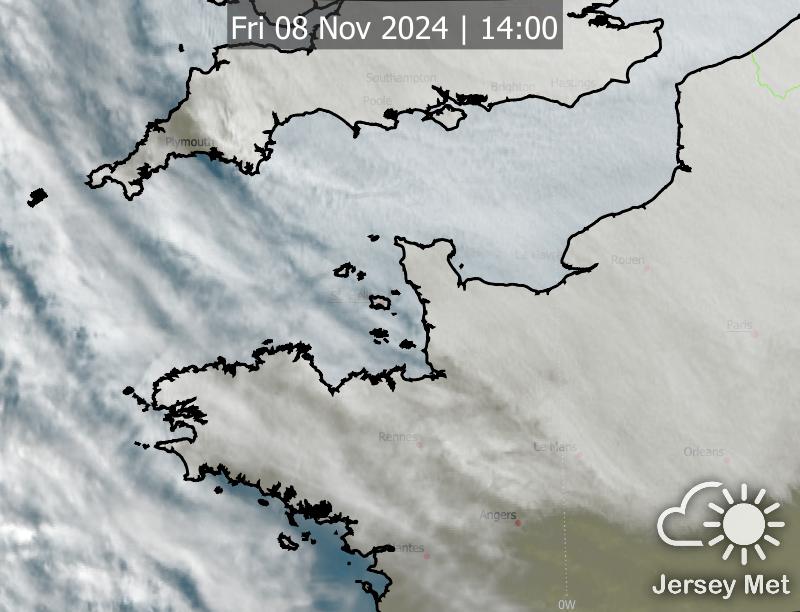 Fri 08 Nov 2024 | 14:00
Southampton
Brighton
Hastings
Poole
Plymouth
Le Havre
Rouen
Paris
Rennes
Le Mans
Orleans
Angers
Nantes
Jersey Met
0W